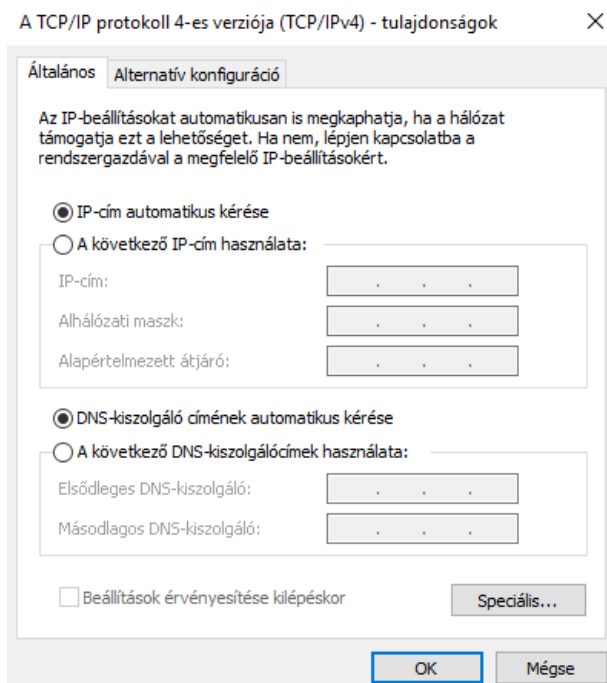 A TCP/IP protokoll 4-es verziója (TCP/IPv4) - tulajdonságok
Általános Alternatív konfiguráció
Az IP-beállításokat automatikusan is megkaphatja, ha a hálózat
támogatja ezt a lehetőséget. Ha nem, lépjen kapcsolatba a
rendszergazdával a megfelelő IP-beállításokért.
IP-cím automatikus kérése
A következő IP-cím használata:
IP-cím:
Alhálózati maszk:
Alapértelmezett átjáró:
DNS-kiszolgáló címének automatikus kérése
A következő DNS-kiszolgálócímek használata:
Elsődleges DNS-kiszolgáló:
Másodlagos DNS-kiszolgáló:
Beállítások érvényesítése kilépéskor
Speciális...
OK Mégse